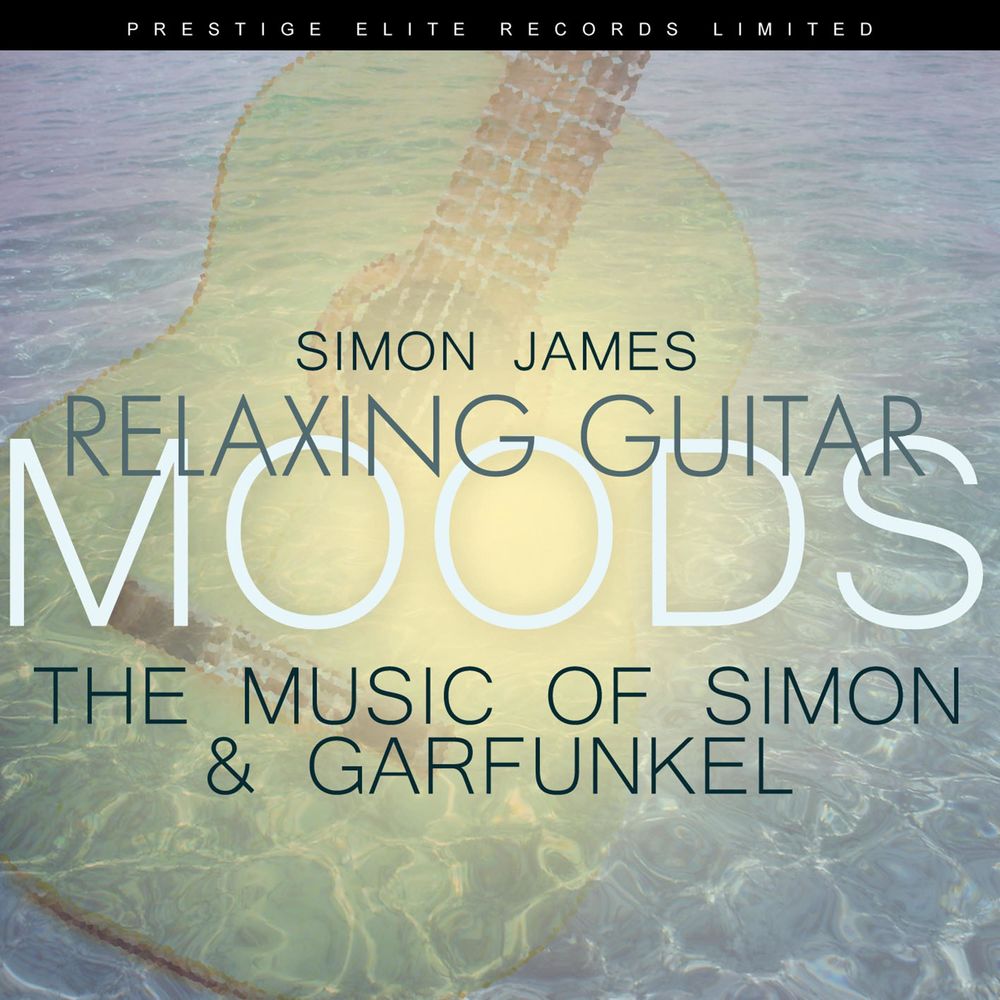 PRESTIGE ELITE RECORDS LIMITED
SIMON JAMES
RELAXING GUITAR
MOODS
THE MUSIC OF SIMON
& GARFUNKEL